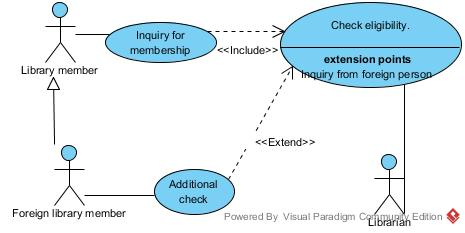 Check eligibility.
Inquiry for
membership
<<Include>>
extension points
Inquiry from foreign person
Library member
<<Extend>>
Additional
check
Foreign library member
Powered By Visual Paradigm Community Edition
Librarian